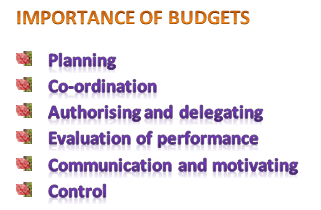 IMPORTANCE OF BUDGETS
Planning
Co-ordination
Authorising and delegating
Evaluation of performance
Communication and motivating
Control